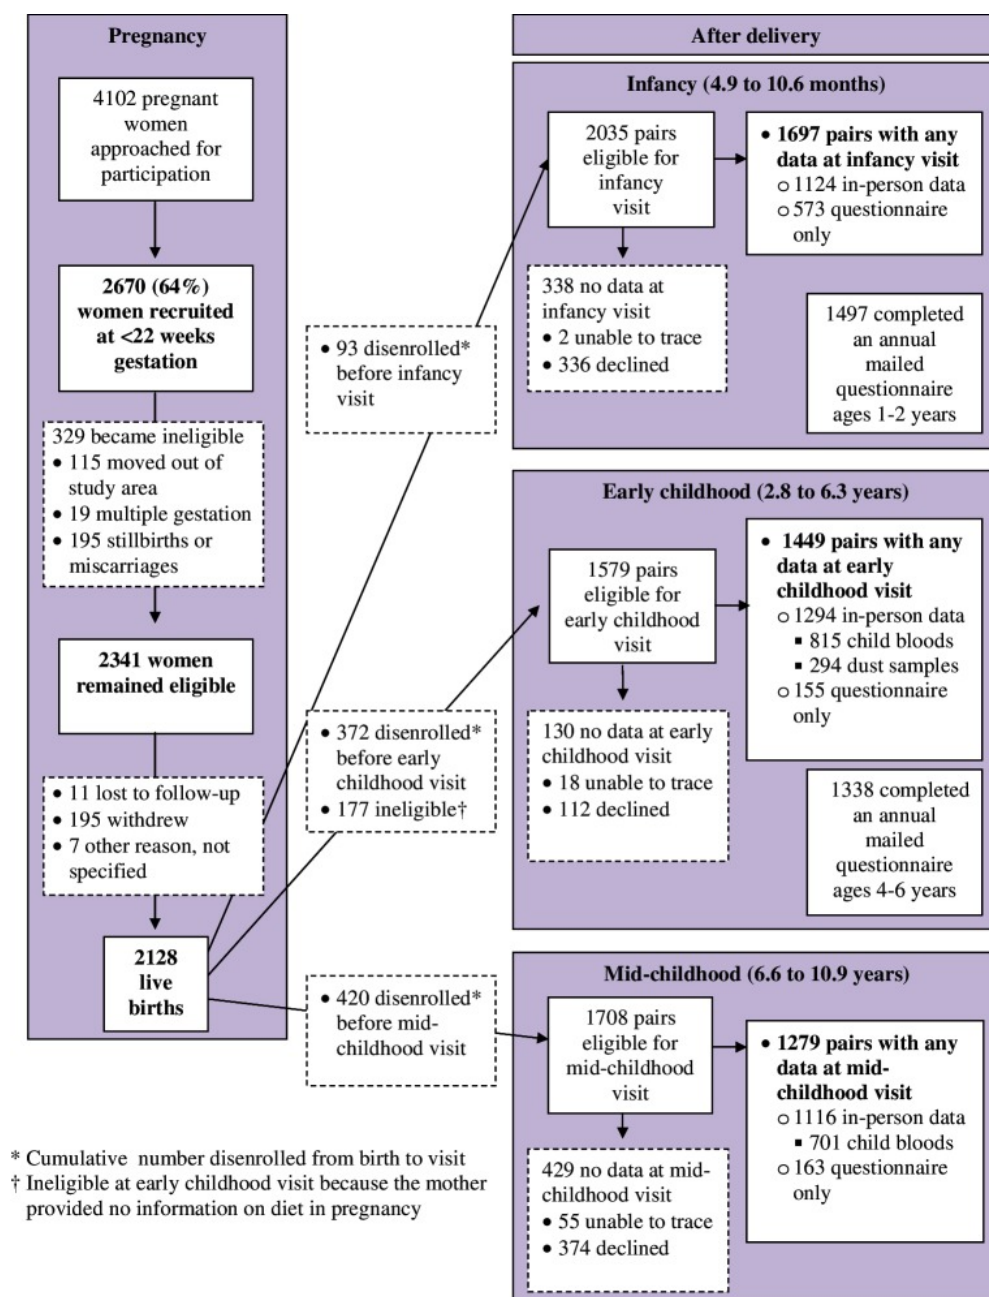 Pregnancy
4102 pregnant
women
approached for
participation
2670 (64%)
women recruited
at <22 weeks
gestation
329 became ineligible
• 115 moved out of
study area
• 19 multiple gestation
• 195 stillbirths or
miscarriages
2341 women
remained eligible
• 11 lost to follow-up
• 195 withdrew
• 7 other reason, not
specified
2128
live
births
• 93 disenrolled*
before infancy
visit
• 372 disenrolled*
before early
childhood visit
• 177 ineligible†
• 420 disenrolled*
before mid-
childhood visit
After delivery
Infancy (4.9 to 10.6 months)
2035 pairs
eligible for
infancy
visit
• 1697 pairs with any
data at infancy visit
o 1124 in-person data
o 573 questionnaire
only
338 no data at
infancy visit
• 2 unable to trace
• 336 declined
1497 completed
an annual
mailed
questionnaire
ages 1-2 years
Early childhood (2.8 to 6.3 years)
1579 pairs
eligible for
early childhood
visit
• 1449 pairs with any
data at early
childhood visit
o 1294 in-person data
▪ 815 child bloods
▪ 294 dust samples
o 155 questionnaire
only
130 no data at early
childhood visit
• 18 unable to trace
• 112 declined
1338 completed
an annual
mailed
questionnaire
ages 4-6 years
Mid-childhood (6.6 to 10.9 years)
1708 pairs
eligible for
mid-childhood
visit
• 1279 pairs with any
data at mid-
childhood visit
o 1116 in-person data
▪ 701 child bloods
o 163 questionnaire
only
429 no data at mid-
childhood visit
• 55 unable to trace
• 374 declined
* Cumulative number disenrolled from birth to visit
† Ineligible at early childhood visit because the mother
provided no information on diet in pregnancy